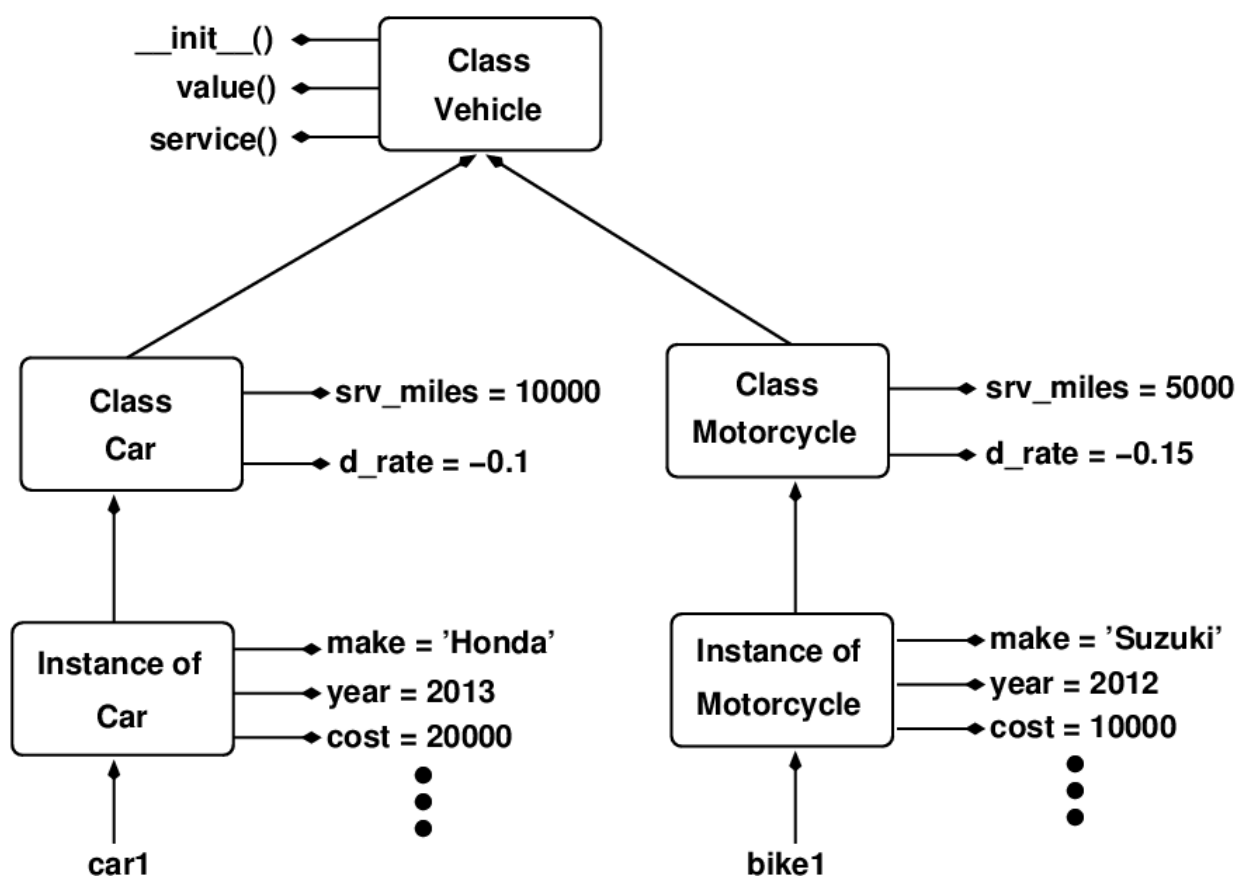 __init__()
value()
service()
Class
Vehicle
Class
Car
srv_miles = 10000
d_rate = −0.1
Class
Motorcycle
srv_miles = 5000
d_rate = −0.15
Instance of
Car
make = ’Honda’
year = 2013
cost = 20000
Instance of
Motorcycle
make = ’Suzuki’
year = 2012
cost = 10000
car1
bike1